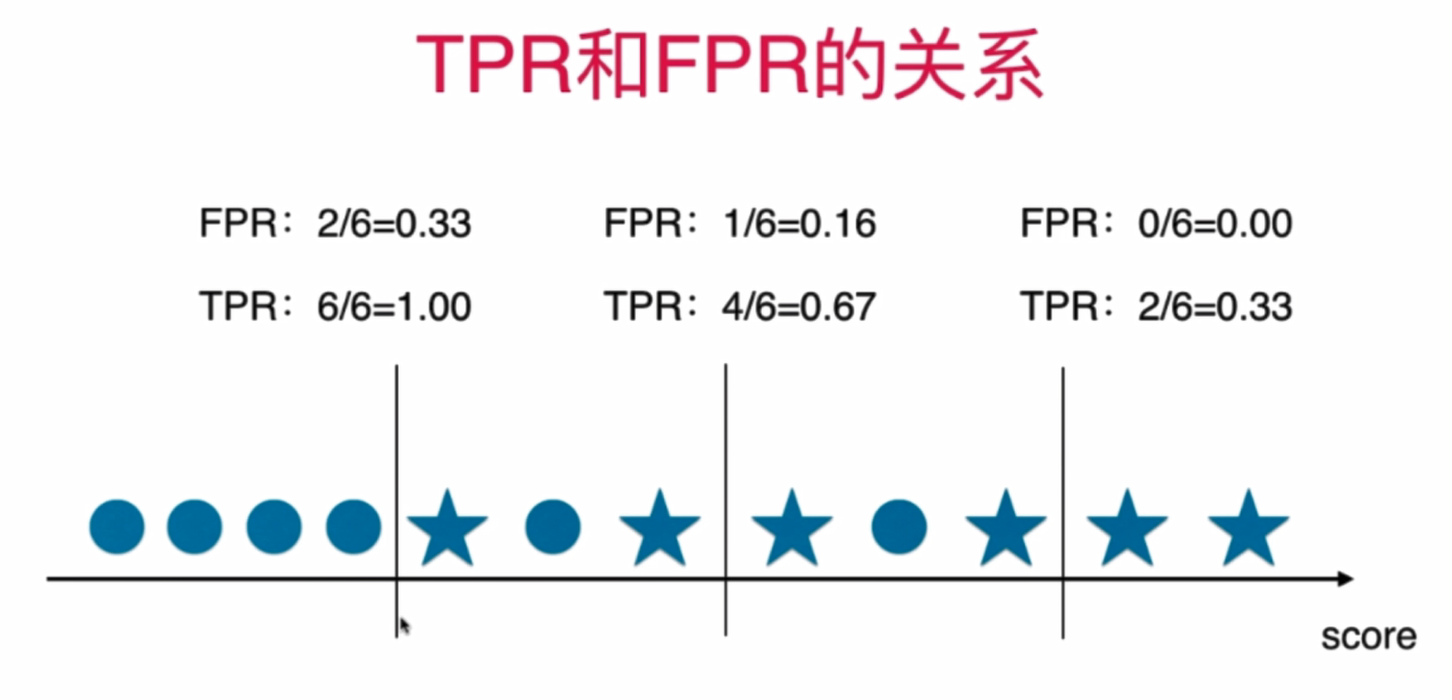 TPR和FPR的关系
FPR：2/6=0.33
TPR：6/6=1.00
FPR：1/6=0.16
TPR：4/6=0.67
FPR：0/6=0.00
TPR：2/6=0.33
score